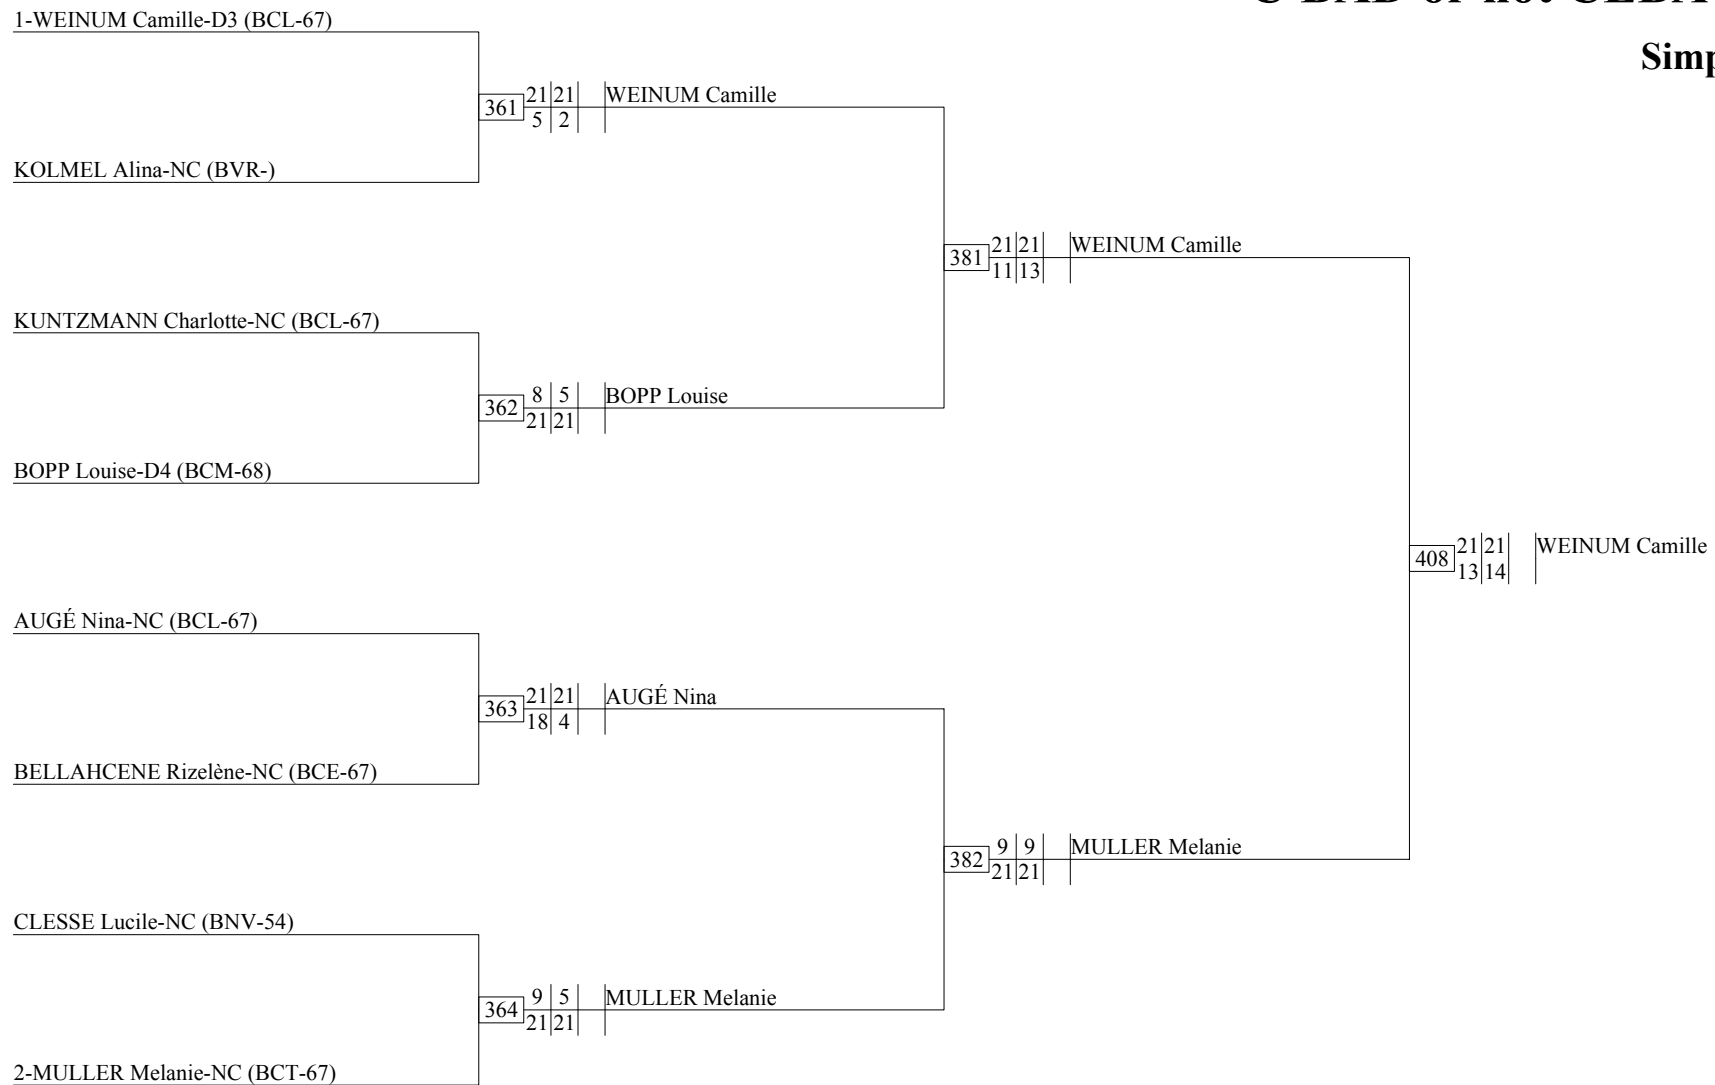 Simp
1-WEINUM Camille-D3 (BCL-67)
361 21 21 WEINUM Camille
5 2
KOLMEL Alina-NC (BVR-)
381 21 21 WEINUM Camille
11 13
KUNTZMANN Charlotte-NC (BCL-67)
362 8 5 BOPP Louise
21 21
BOPP Louise-D4 (BCM-68)
408 21 21 WEINUM Camille
13 14
AUGÉ Nina-NC (BCL-67)
363 21 21 AUGÉ Nina
18 4
BELLAHCENE Rizelène-NC (BCE-67)
382 9 9 MULLER Melanie
21 21
CLESSE Lucile-NC (BNV-54)
364 9 5 MULLER Melanie
21 21
2-MULLER Melanie-NC (BCT-67)